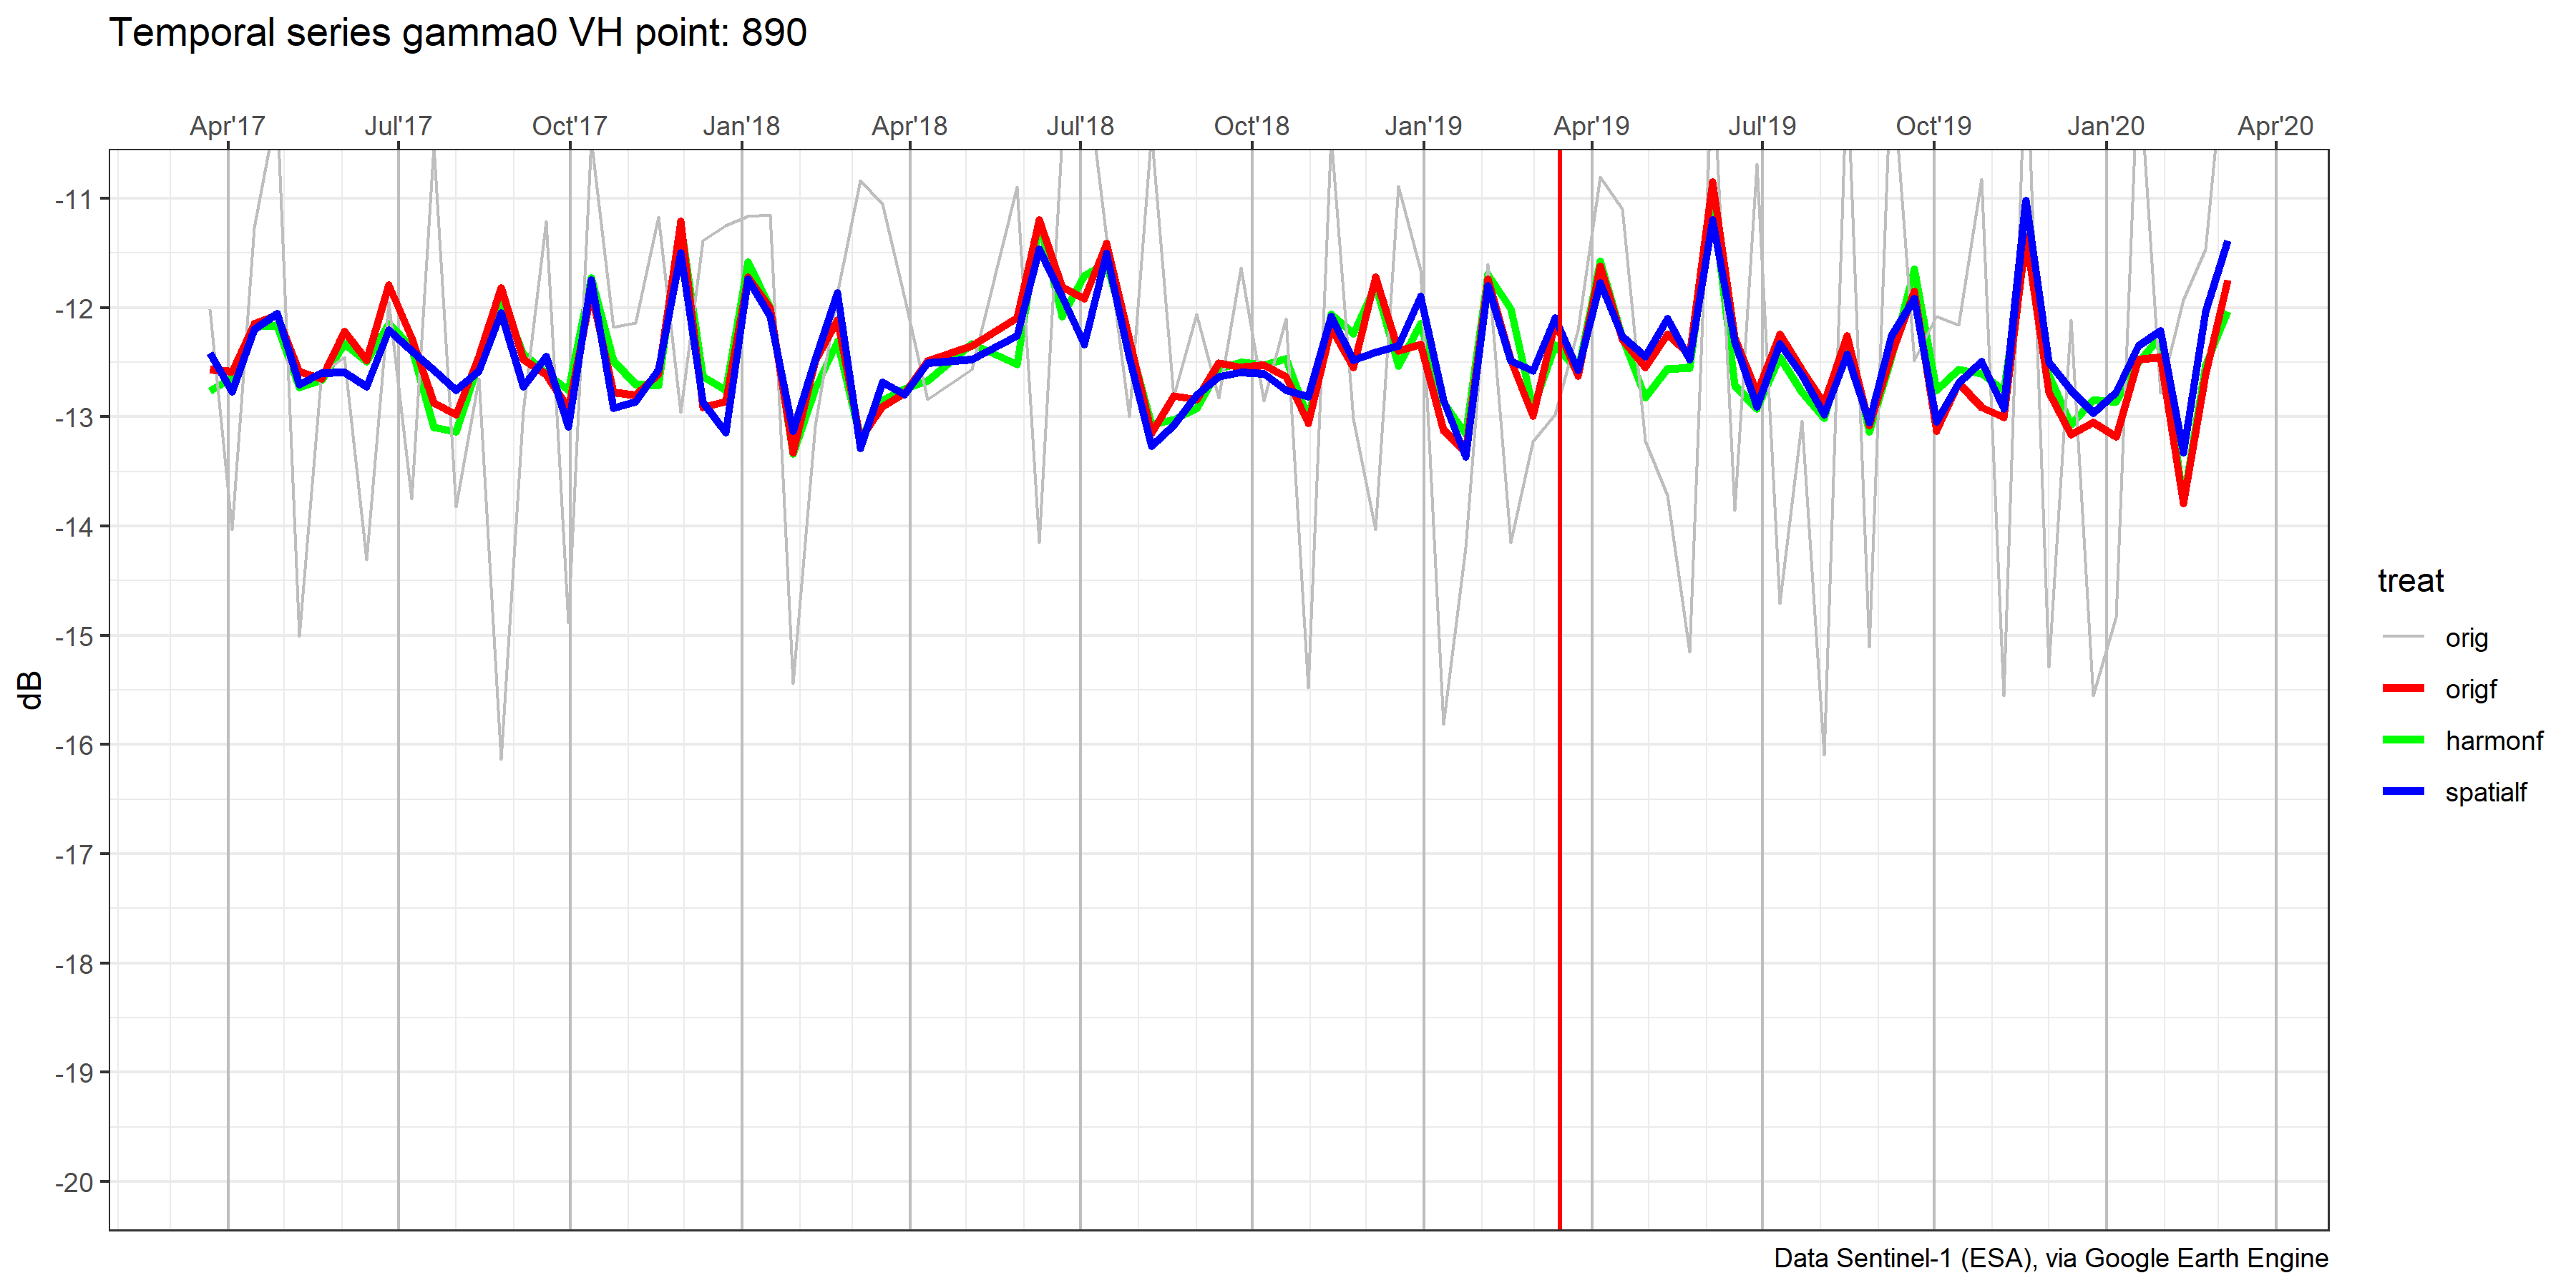 Temporal series gamma0 VH point: 890
Apr'17 Jul'17 Oct'17 Jan'18 Apr'18 Jul'18 Oct'18 Jan'19 Apr'19 Jul'19 Oct'19 Jan'20 Apr'20
-11
-12
-13
-14
-15
-16
-17
-18
-19
-20
dB
treat
orig
origf
harmonf
spatialf
Data Sentinel-1 (ESA), via Google Earth Engine